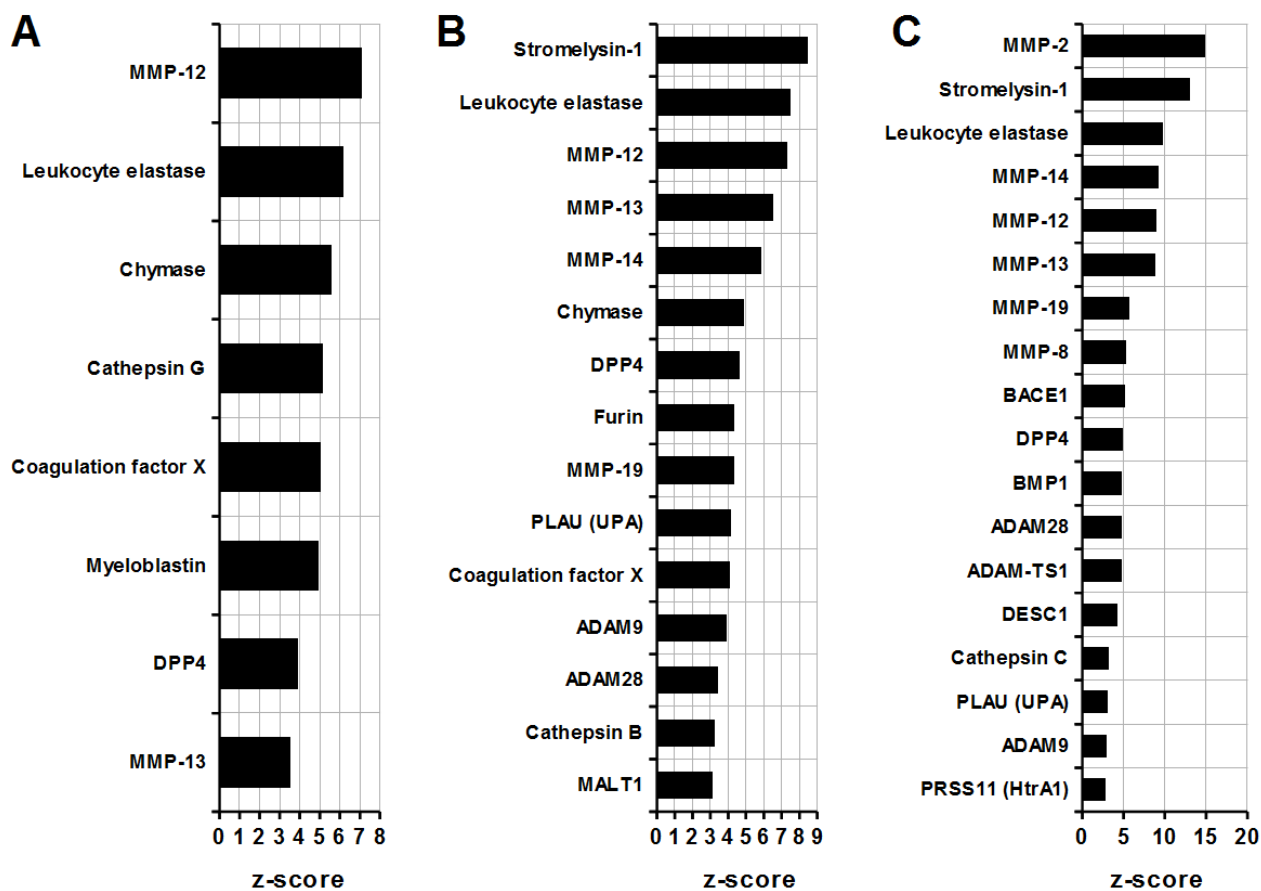 A
MMP-12
Leukocyte elastase
Chymase
Cathepsin G
Coagulation factor X
Myeloblastin
DPP4
MMP-13
0 1 2 3 4 5 6 7 8
z-score
B
Stromelysin-1
Leukocyte elastase
MMP-12
MMP-13
MMP-14
Chymase
DPP4
Furin
MMP-19
PLAU (UPA)
Coagulation factor X
ADAM9
ADAM28
Cathepsin B
MALT1
0 1 2 3 4 5 6 7 8 9
z-score
C
MMP-2
Stromelysin-1
Leukocyte elastase
MMP-14
MMP-12
MMP-13
MMP-19
MMP-8
BACE1
DPP4
BMP1
ADAM28
ADAM-TS1
DESC1
Cathepsin C
PLAU (UPA)
ADAM9
PRSS11 (HtrA1)
0 5 10 15 20
z-score